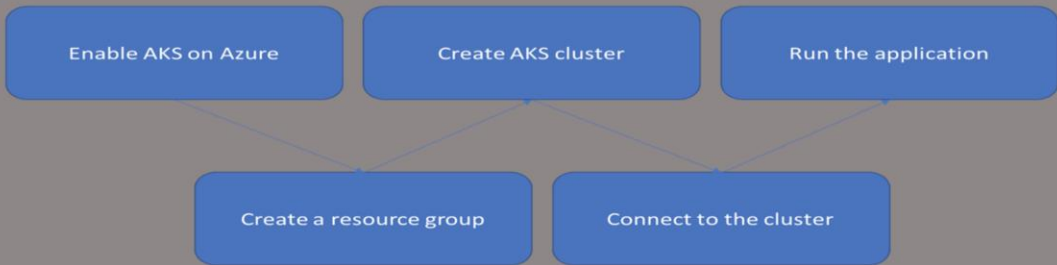 Enable AKS on Azure
Create AKS cluster
Run the application
Create a resource group
Connect to the cluster